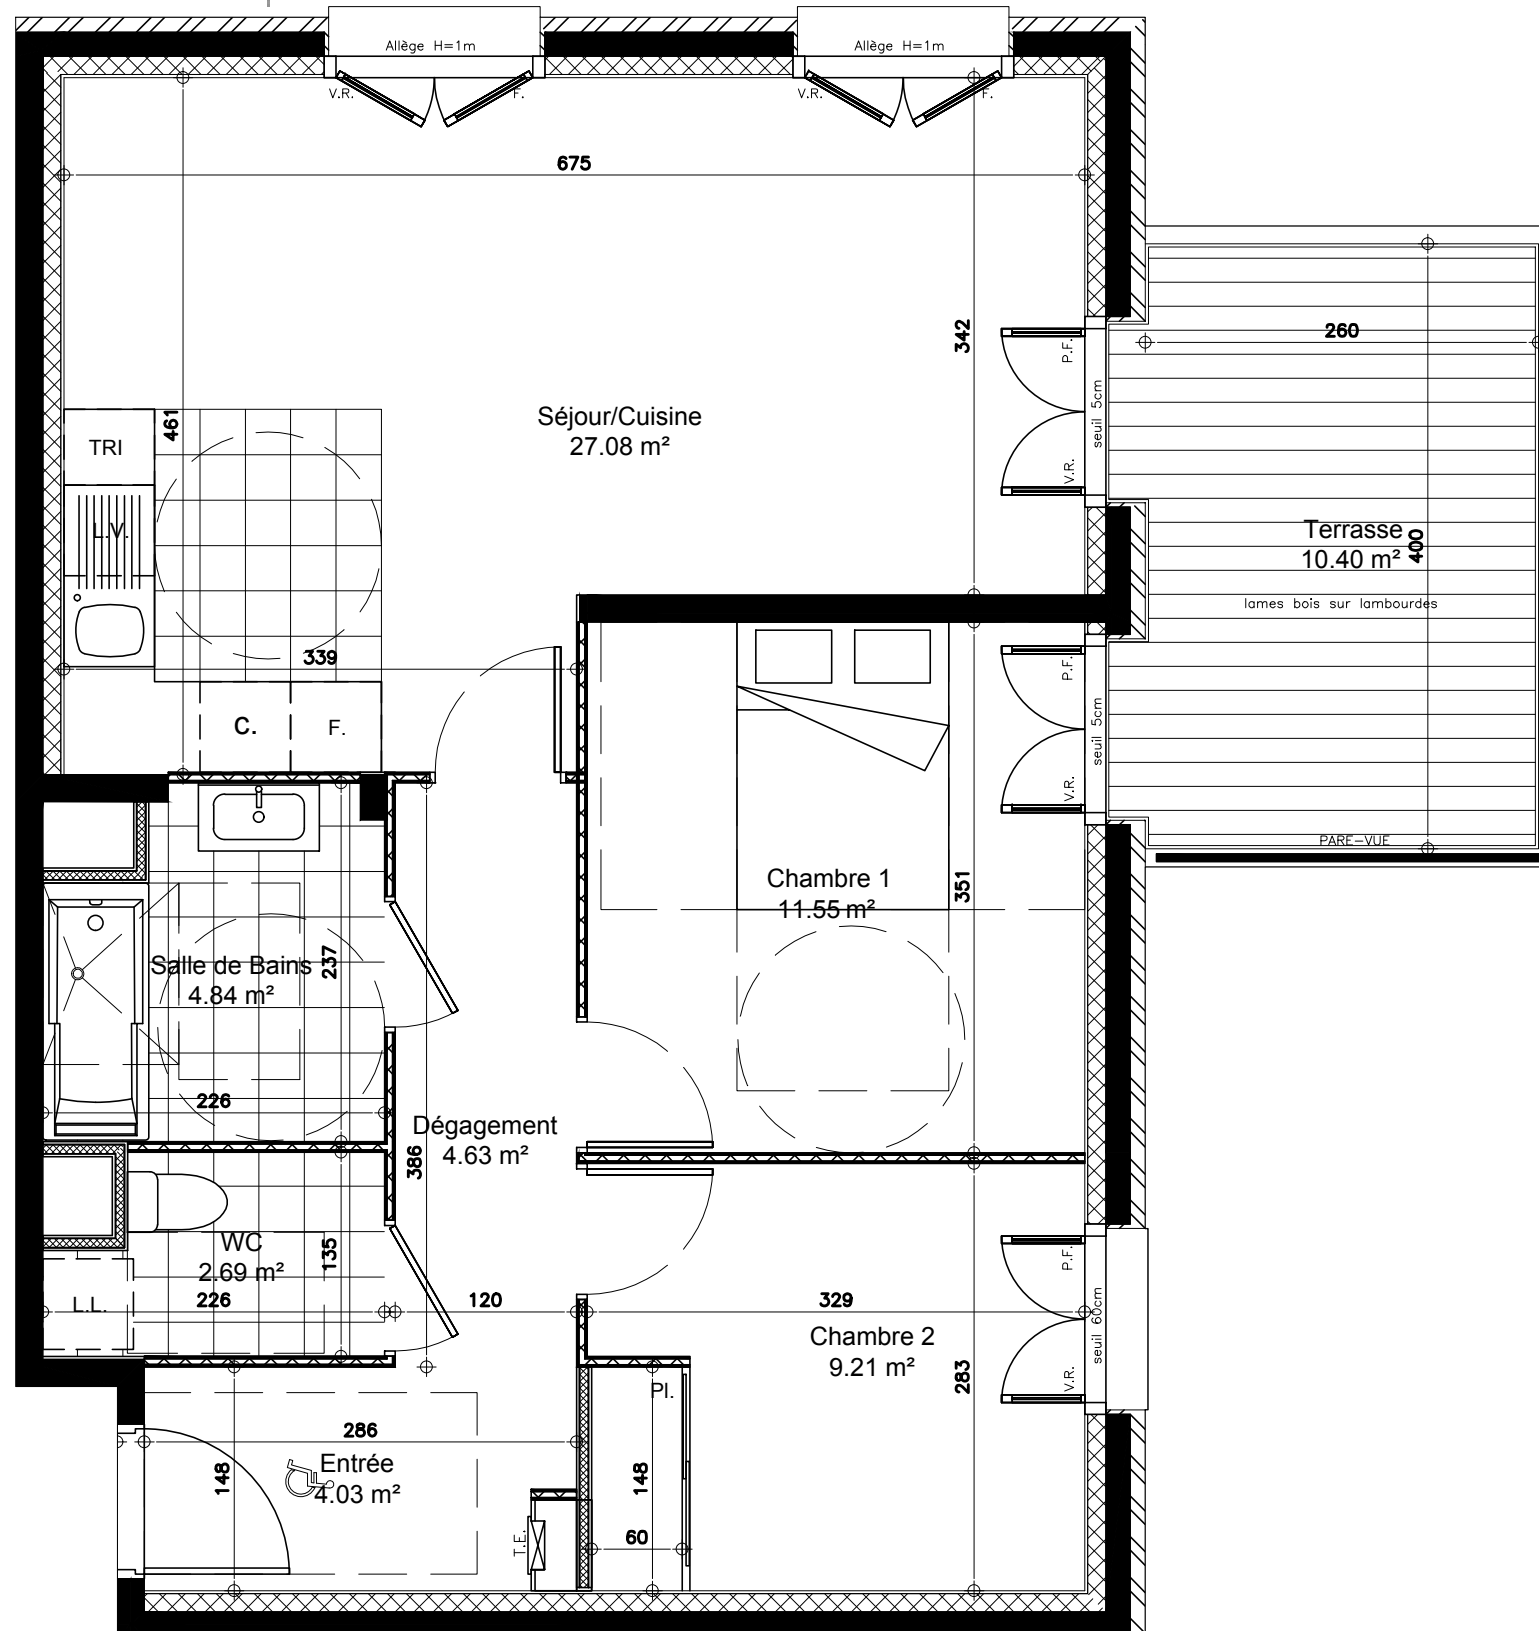 Allège H=1m
Allège H=1m
V.R.
F.
V.R.
F.
675
342
260
P.F.
seuil 5cm
V.R.
461
Séjour/Cuisine
27.08 m²
TRI
L.V.
Terrasse
10.40 m²
400
lames bois sur lambourdes
339
C.
F.
P.F.
seuil 5cm
V.R.
PARE-VUE
Chambre 1
11.55 m²
351
Salle de Bains
4.84 m²
237
226
Dégagement
4.63 m²
386
WC
2.69 m²
135
L.L.
226
120
329
Chambre 2
9.21 m²
P.F.
seuil 60cm
V.R.
283
Pl.
286
Entrée
4.03 m²
148
148
60
T.E.